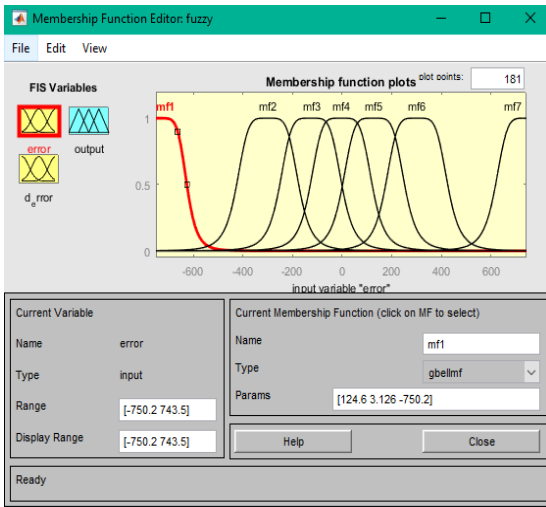 Membership Function Editor: fuzzy
File Edit View
FIS Variables
Membership function plots plot points: 181
mf1 mf2 mf3 mf4 mf5 mf6 mf7
1
error output
0.5
d_error
0
-600 -400 -200 0 200 400 600
input variable "error"
Current Variable
Name error
Type input
Range [-750.2 743.5]
Display Range [-750.2 743.5]
Current Membership Function (click on MF to select)
Name mf1
Type gbellmf
Params [124.6 3.126 -750.2]
Help Close
Ready